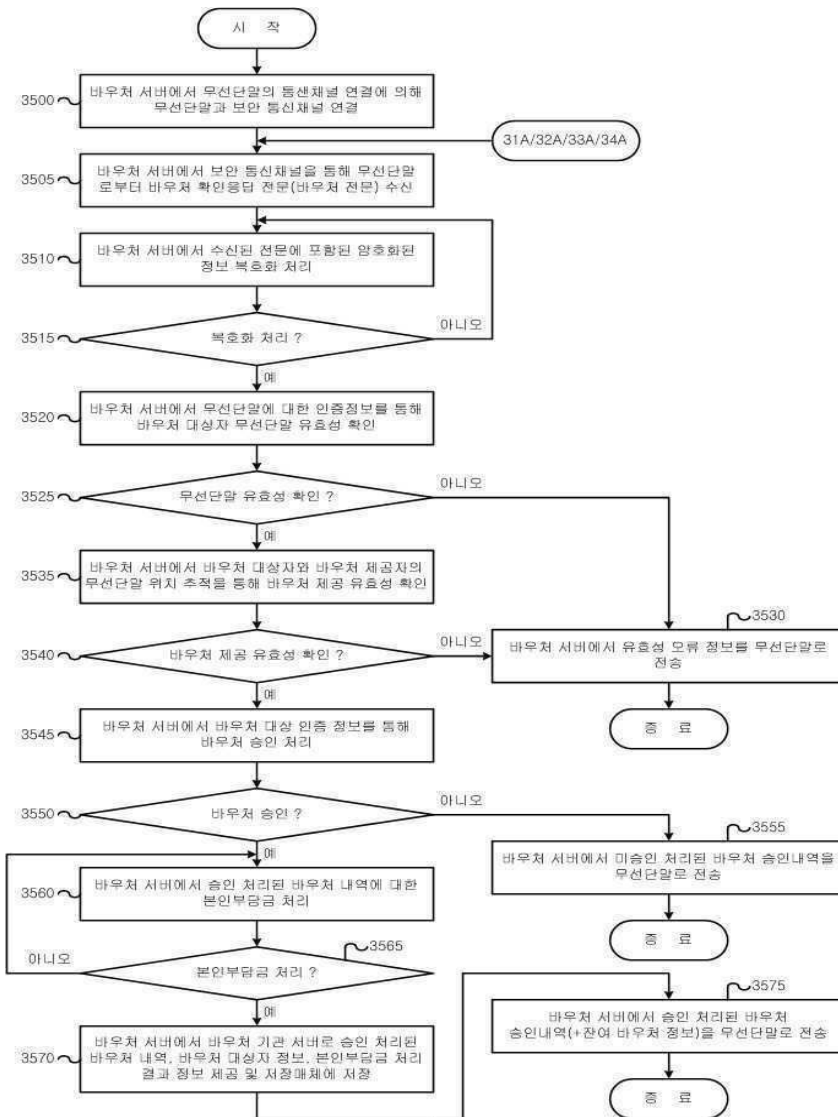 시 작
3500
바우처 서버에서 무선단말의 통샌채널 연결에 의해
무선단말과 보안 통신채널 연결
31A/32A/33A/34A
3505
바우처 서버에서 보안 통신채널을 통해 무선단말
로부터 바우처 확인응답 전문(바우처 전문) 수신
3510
바우처 서버에서 수신된 전문에 포함된 암호화된
정보 복호화 처리
3515
복호화 처리 ?
아니오
예
3520
바우처 서버에서 무선단말에 대한 인증정보를 통해
바우처 대상자 무선단말 유효성 확인
3525
무선단말 유효성 확인 ?
아니오
예
3535
바우처 서버에서 바우처 대상자와 바우처 제공자의
무선단말 위치 추적을 통해 바우처 제공 유효성 확인
3530
바우처 서버에서 유효성 오류 정보를 무선단말로
전송
종 료
3540
바우처 제공 유효성 확인 ?
아니오
예
3545
바우처 서버에서 바우처 대상 인증 정보를 통해
바우처 승인 처리
3550
바우처 승인 ?
아니오
예
3555
바우처 서버에서 미승인 처리된 바우처 승인내역을
무선단말로 전송
종 료
3560
바우처 서버에서 승인 처리된 바우처 내역에 대한
본인부담금 처리
3565
본인부담금 처리 ?
아니오
예
3570
바우처 서버에서 바우처 기관 서버로 승인 처리된
바우처 내역, 바우처 대상자 정보, 본인부담금 처리
결과 정보 제공 및 저장매체에 저장
3575
바우처 서버에서 승인 처리된 바우처
승인내역(+잔여 바우처 정보)을 무선단말로 전송
종 료